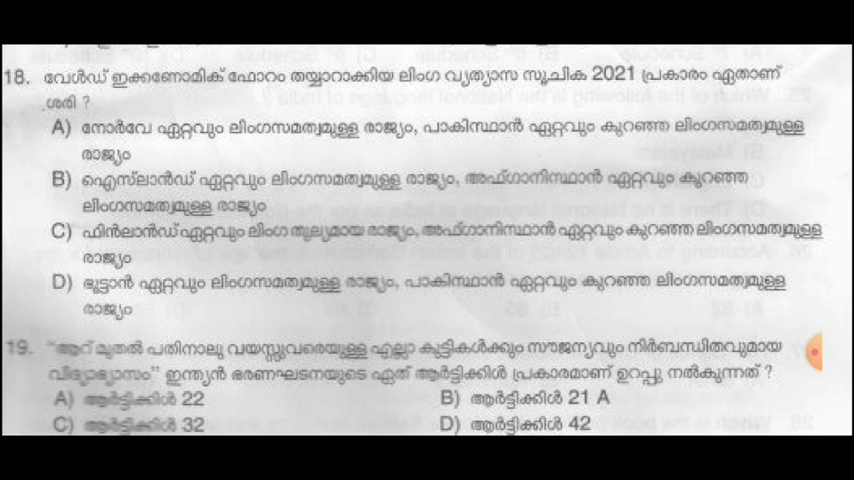 18. വേൾഡ് ഇക്കണോമിക് ഫോറം തയ്യാറാക്കിയ ലിംഗ വ്യത്യാസ സൂചിക 2021 പ്രകാരം ഏതാണ്
ശരി ?
A) നോർവേ ഏറ്റവും ലിംഗസമത്വമുള്ള രാജ്യം, പാകിസ്ഥാൻ ഏറ്റവും കുറഞ്ഞ ലിംഗസമത്വമുള്ള
രാജ്യം
B) ഐസ്‌ലാൻഡ് ഏറ്റവും ലിംഗസമത്വമുള്ള രാജ്യം, അഫ്ഗാനിസ്ഥാൻ ഏറ്റവും കുറഞ്ഞ
ലിംഗസമത്വമുള്ള രാജ്യം
C) ഫിൻലാൻഡ് ഏറ്റവും ലിംഗ തുല്യമായ രാജ്യം, അഫ്ഗാനിസ്ഥാൻ ഏറ്റവും കുറഞ്ഞ ലിംഗസമത്വമുള്ള
രാജ്യം
D) ഭൂട്ടാൻ ഏറ്റവും ലിംഗസമത്വമുള്ള രാജ്യം, പാകിസ്ഥാൻ ഏറ്റവും കുറഞ്ഞ ലിംഗസമത്വമുള്ള
രാജ്യം
19. "ആറ് മുതൽ പതിനാലു വയസ്സുവരെയുള്ള എല്ലാ കുട്ടികൾക്കും സൗജന്യവും നിർബന്ധിതവുമായ
വിദ്യാഭ്യാസം" ഇന്ത്യൻ ഭരണഘടനയുടെ ഏത് ആർട്ടിക്കിൾ പ്രകാരമാണ് ഉറപ്പു നൽകുന്നത് ?
A) ആർട്ടിക്കിൾ 22
B) ആർട്ടിക്കിൾ 21 A
C) ആർട്ടിക്കിൾ 32
D) ആർട്ടിക്കിൾ 42